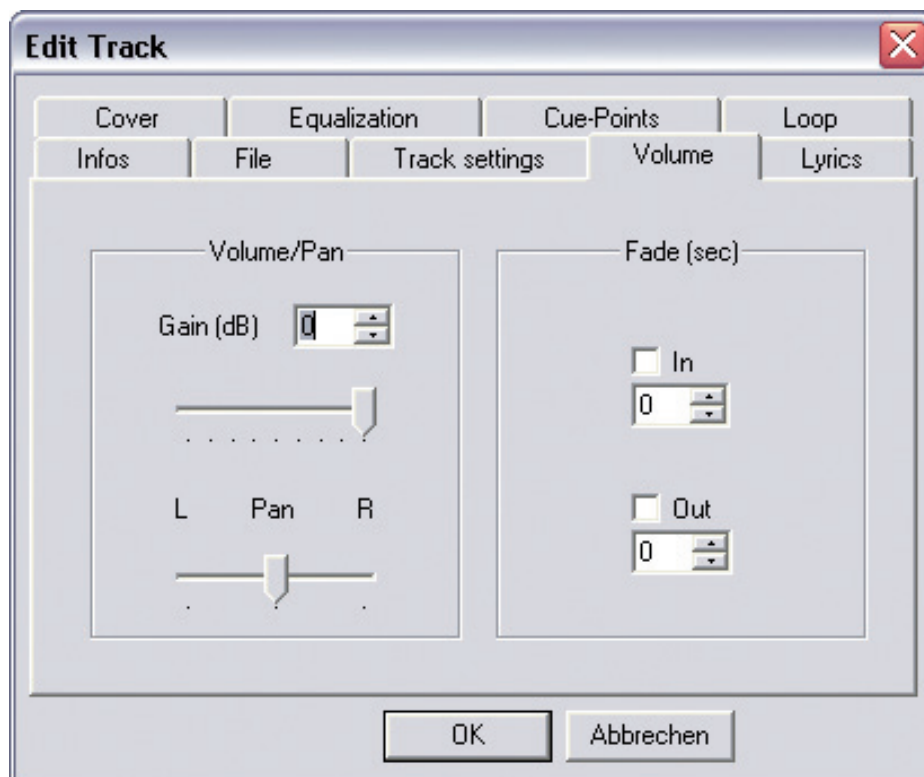 Edit Track
Cover Equalization Cue-Points Loop
Infos File Track settings Volume Lyrics
Volume/Pan
Gain (dB) 0
L Pan R
Fade (sec)
In
0
Out
0
OK Abbrechen